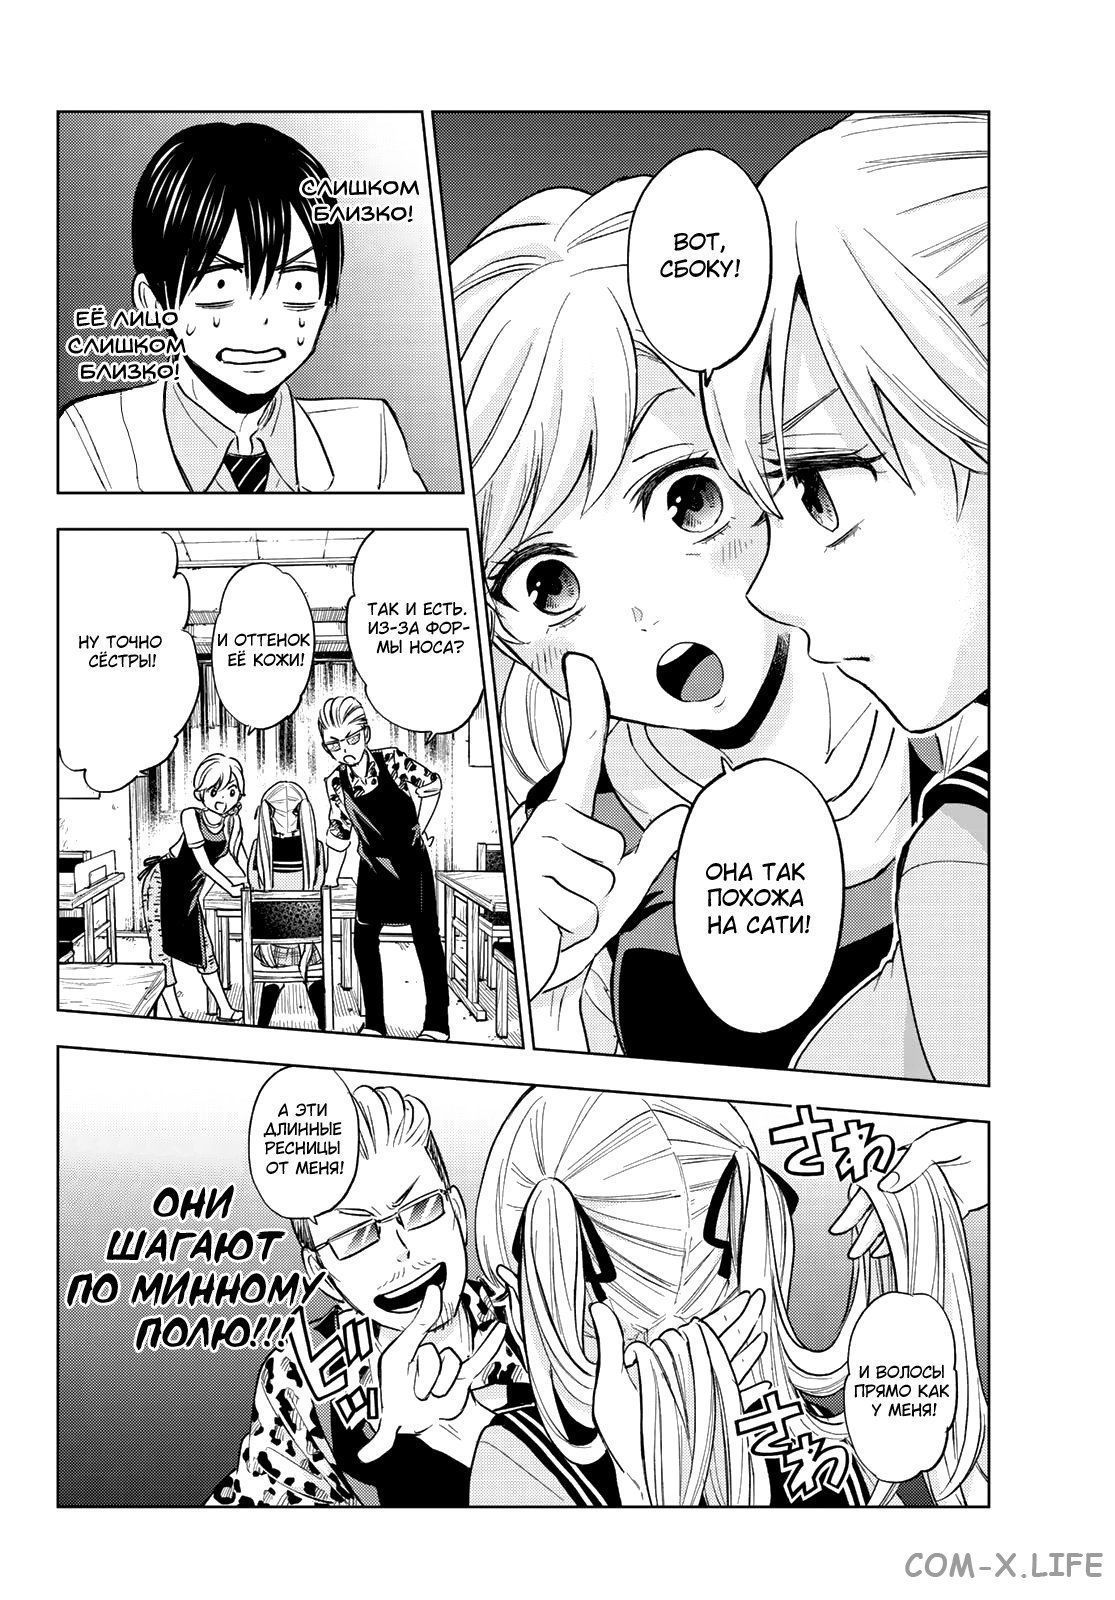 ВОТ,
СБОКУ!
ОНА ТАК
ПОХОЖА
НА САТИ!
СЛИШКОМ
БЛИЗКО!
ЕЁ ЛИЦО
СЛИШКОМ
БЛИЗКО!
ТАК И ЕСТЬ.
ИЗ-ЗА ФОР-
МЫ НОСА?
И ОТТЕНОК
ЕЁ КОЖИ!
НУ ТОЧНО
СЁСТРЫ!
さわ
И ВОЛОСЫ
ПРЯМО КАК
У МЕНЯ!
さわ
А ЭТИ
ДЛИННЫЕ
РЕСНИЦЫ
ОТ МЕНЯ!
ビッ
ОНИ
ШАГАЮТ
ПО МИННОМУ
ПОЛЮ!!!
COM-X.LIFE